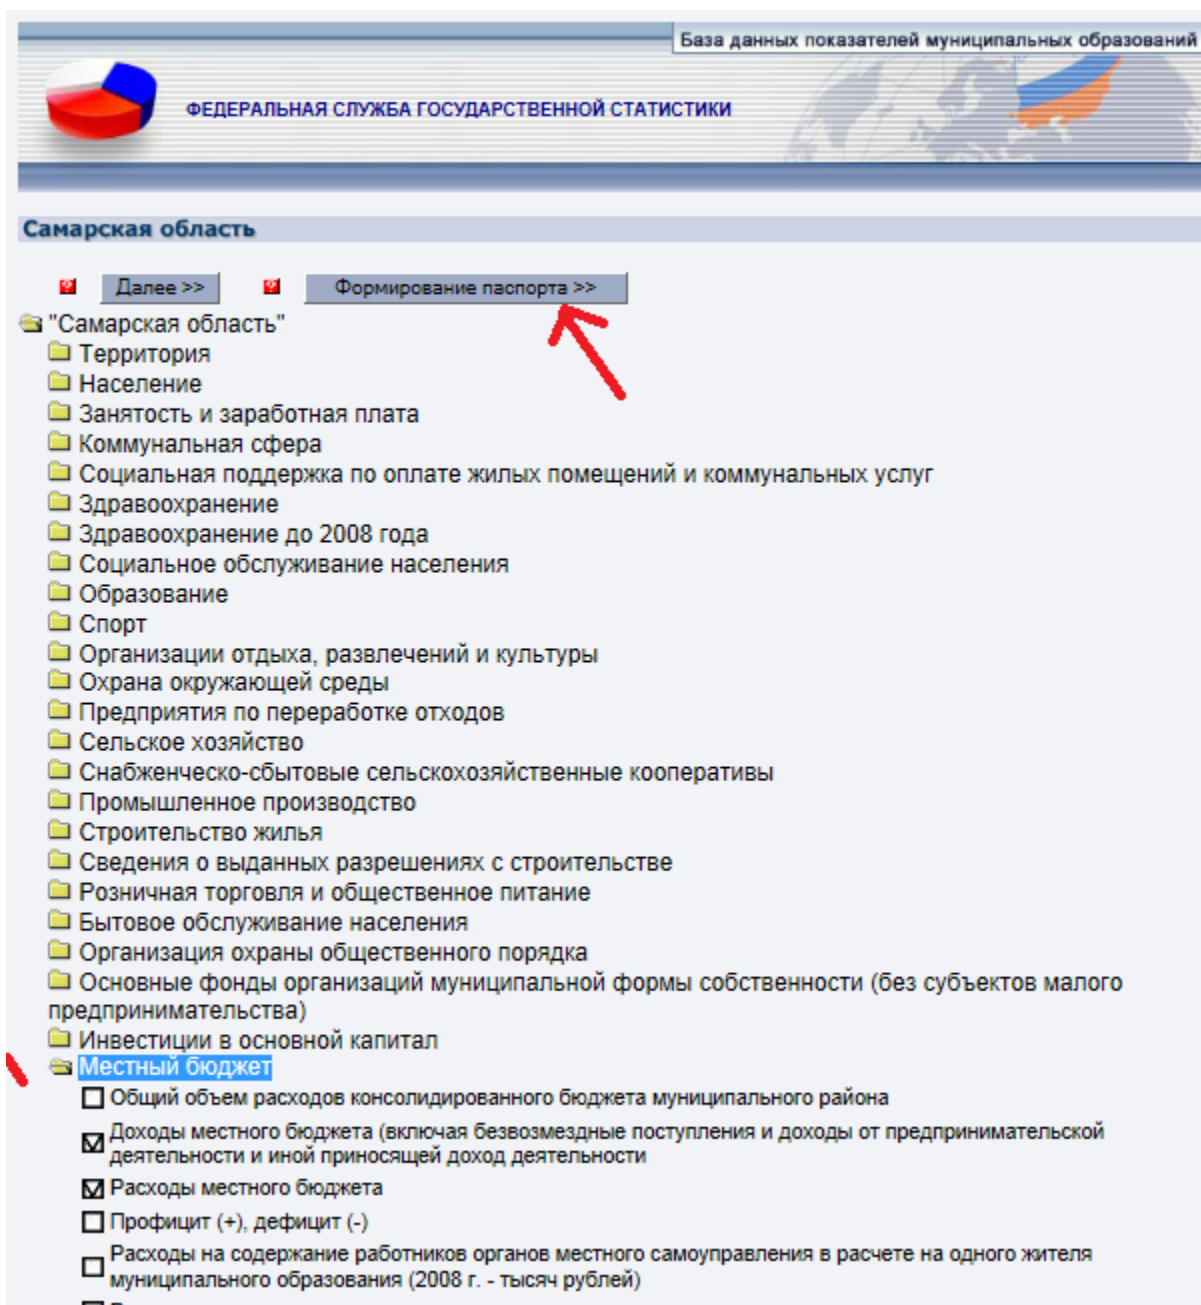 База данных показателей муниципальных образований
ФЕДЕРАЛЬНАЯ СЛУЖБА ГОСУДАРСТВЕННОЙ СТАТИСТИКИ
Самарская область
Далее >> Формирование паспорта >>
"Самарская область"
Территория
Население
Занятость и заработная плата
Коммунальная сфера
Социальная поддержка по оплате жилых помещений и коммунальных услуг
Здравоохранение
Здравоохранение до 2008 года
Социальное обслуживание населения
Образование
Спорт
Организации отдыха, развлечений и культуры
Охрана окружающей среды
Предприятия по переработке отходов
Сельское хозяйство
Снабженческо-сбытовые сельскохозяйственные кооперативы
Промышленное производство
Строительство жилья
Сведения о выданных разрешениях с строительстве
Розничная торговля и общественное питание
Бытовое обслуживание населения
Организация охраны общественного порядка
Основные фонды организаций муниципальной формы собственности (без субъектов малого
предпринимательства)
Инвестиции в основной капитал
Местный бюджет
Общий объем расходов консолидированного бюджета муниципального района
Доходы местного бюджета (включая безвозмездные поступления и доходы от предпринимательской
деятельности и иной приносящей доход деятельности
Расходы местного бюджета
Профицит (+), дефицит (-)
Расходы на содержание работников органов местного самоуправления в расчете на одного жителя
муниципального образования (2008 г. - тысяч рублей)